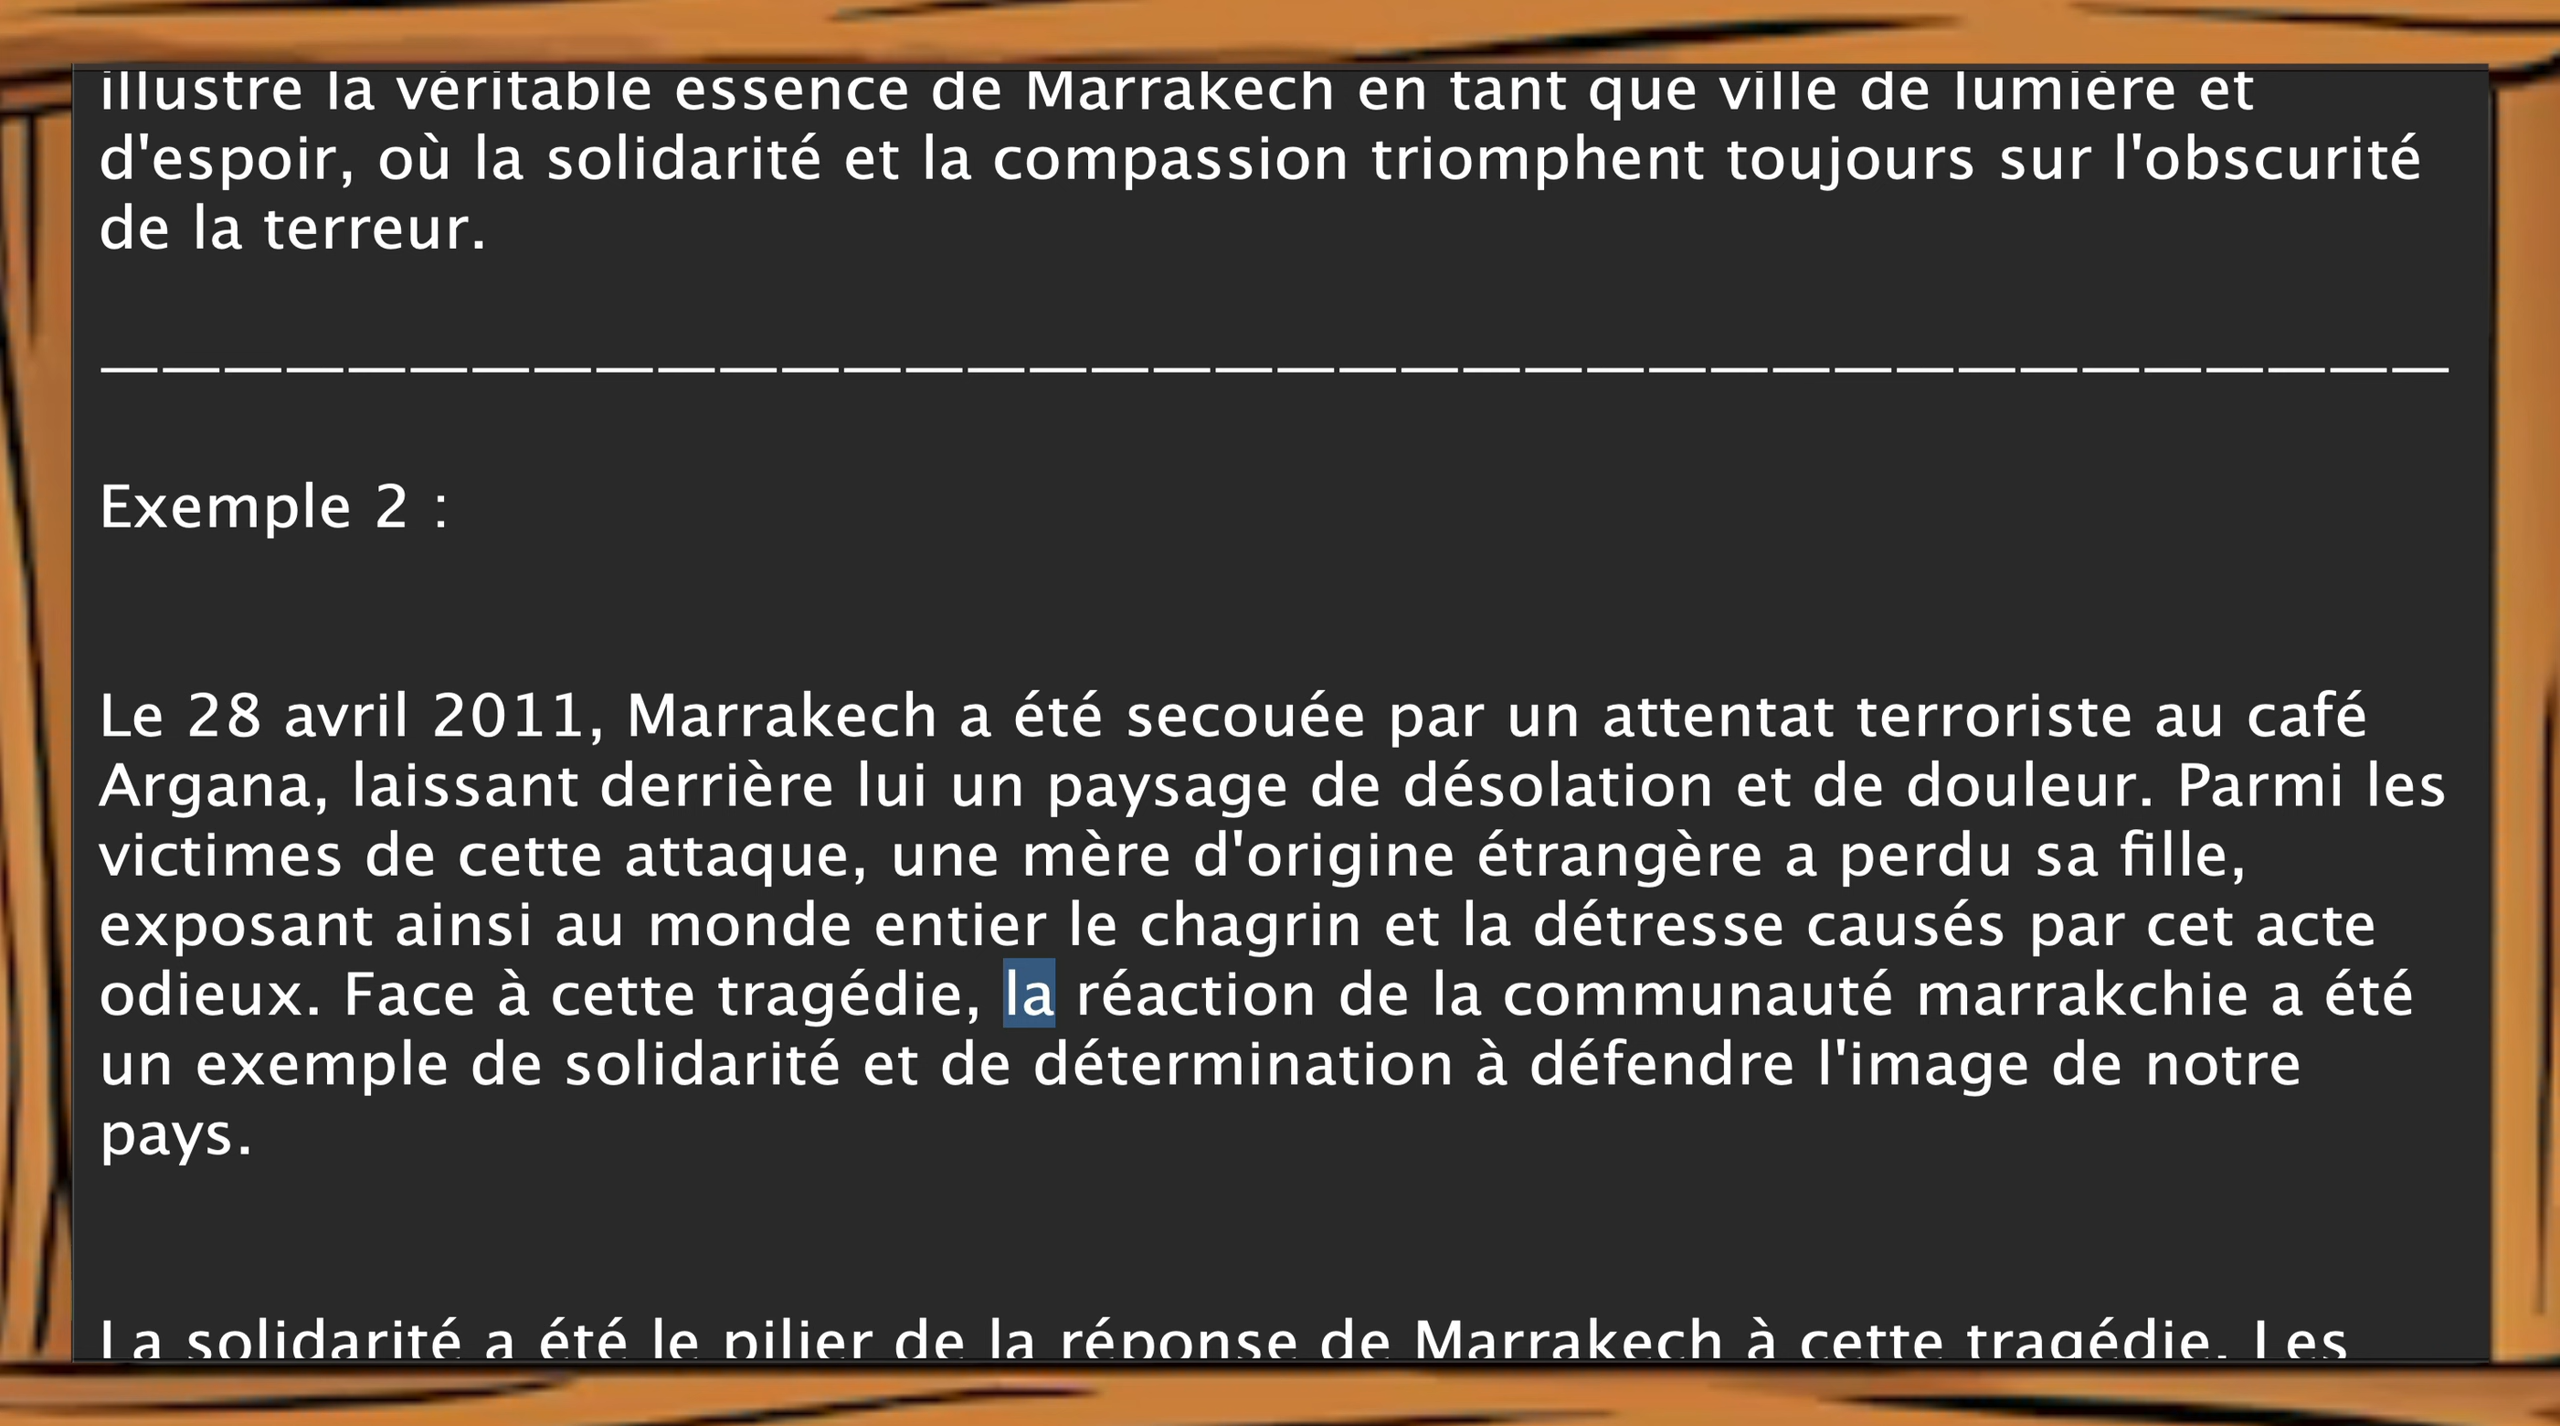 illustre la véritable essence de Marrakech en tant que ville de lumière et
d'espoir, où la solidarité et la compassion triomphent toujours sur l'obscurité
de la terreur.
——————————————————————————————————————
Exemple 2 :
Le 28 avril 2011, Marrakech a été secouée par un attentat terroriste au café
Argana, laissant derrière lui un paysage de désolation et de douleur. Parmi les
victimes de cette attaque, une mère d'origine étrangère a perdu sa fille,
exposant ainsi au monde entier le chagrin et la détresse causés par cet acte
odieux. Face à cette tragédie, la réaction de la communauté marrakchie a été
un exemple de solidarité et de détermination à défendre l'image de notre
pays.
La solidarité a été le pilier de la réponse de Marrakech à cette tragédie. Les